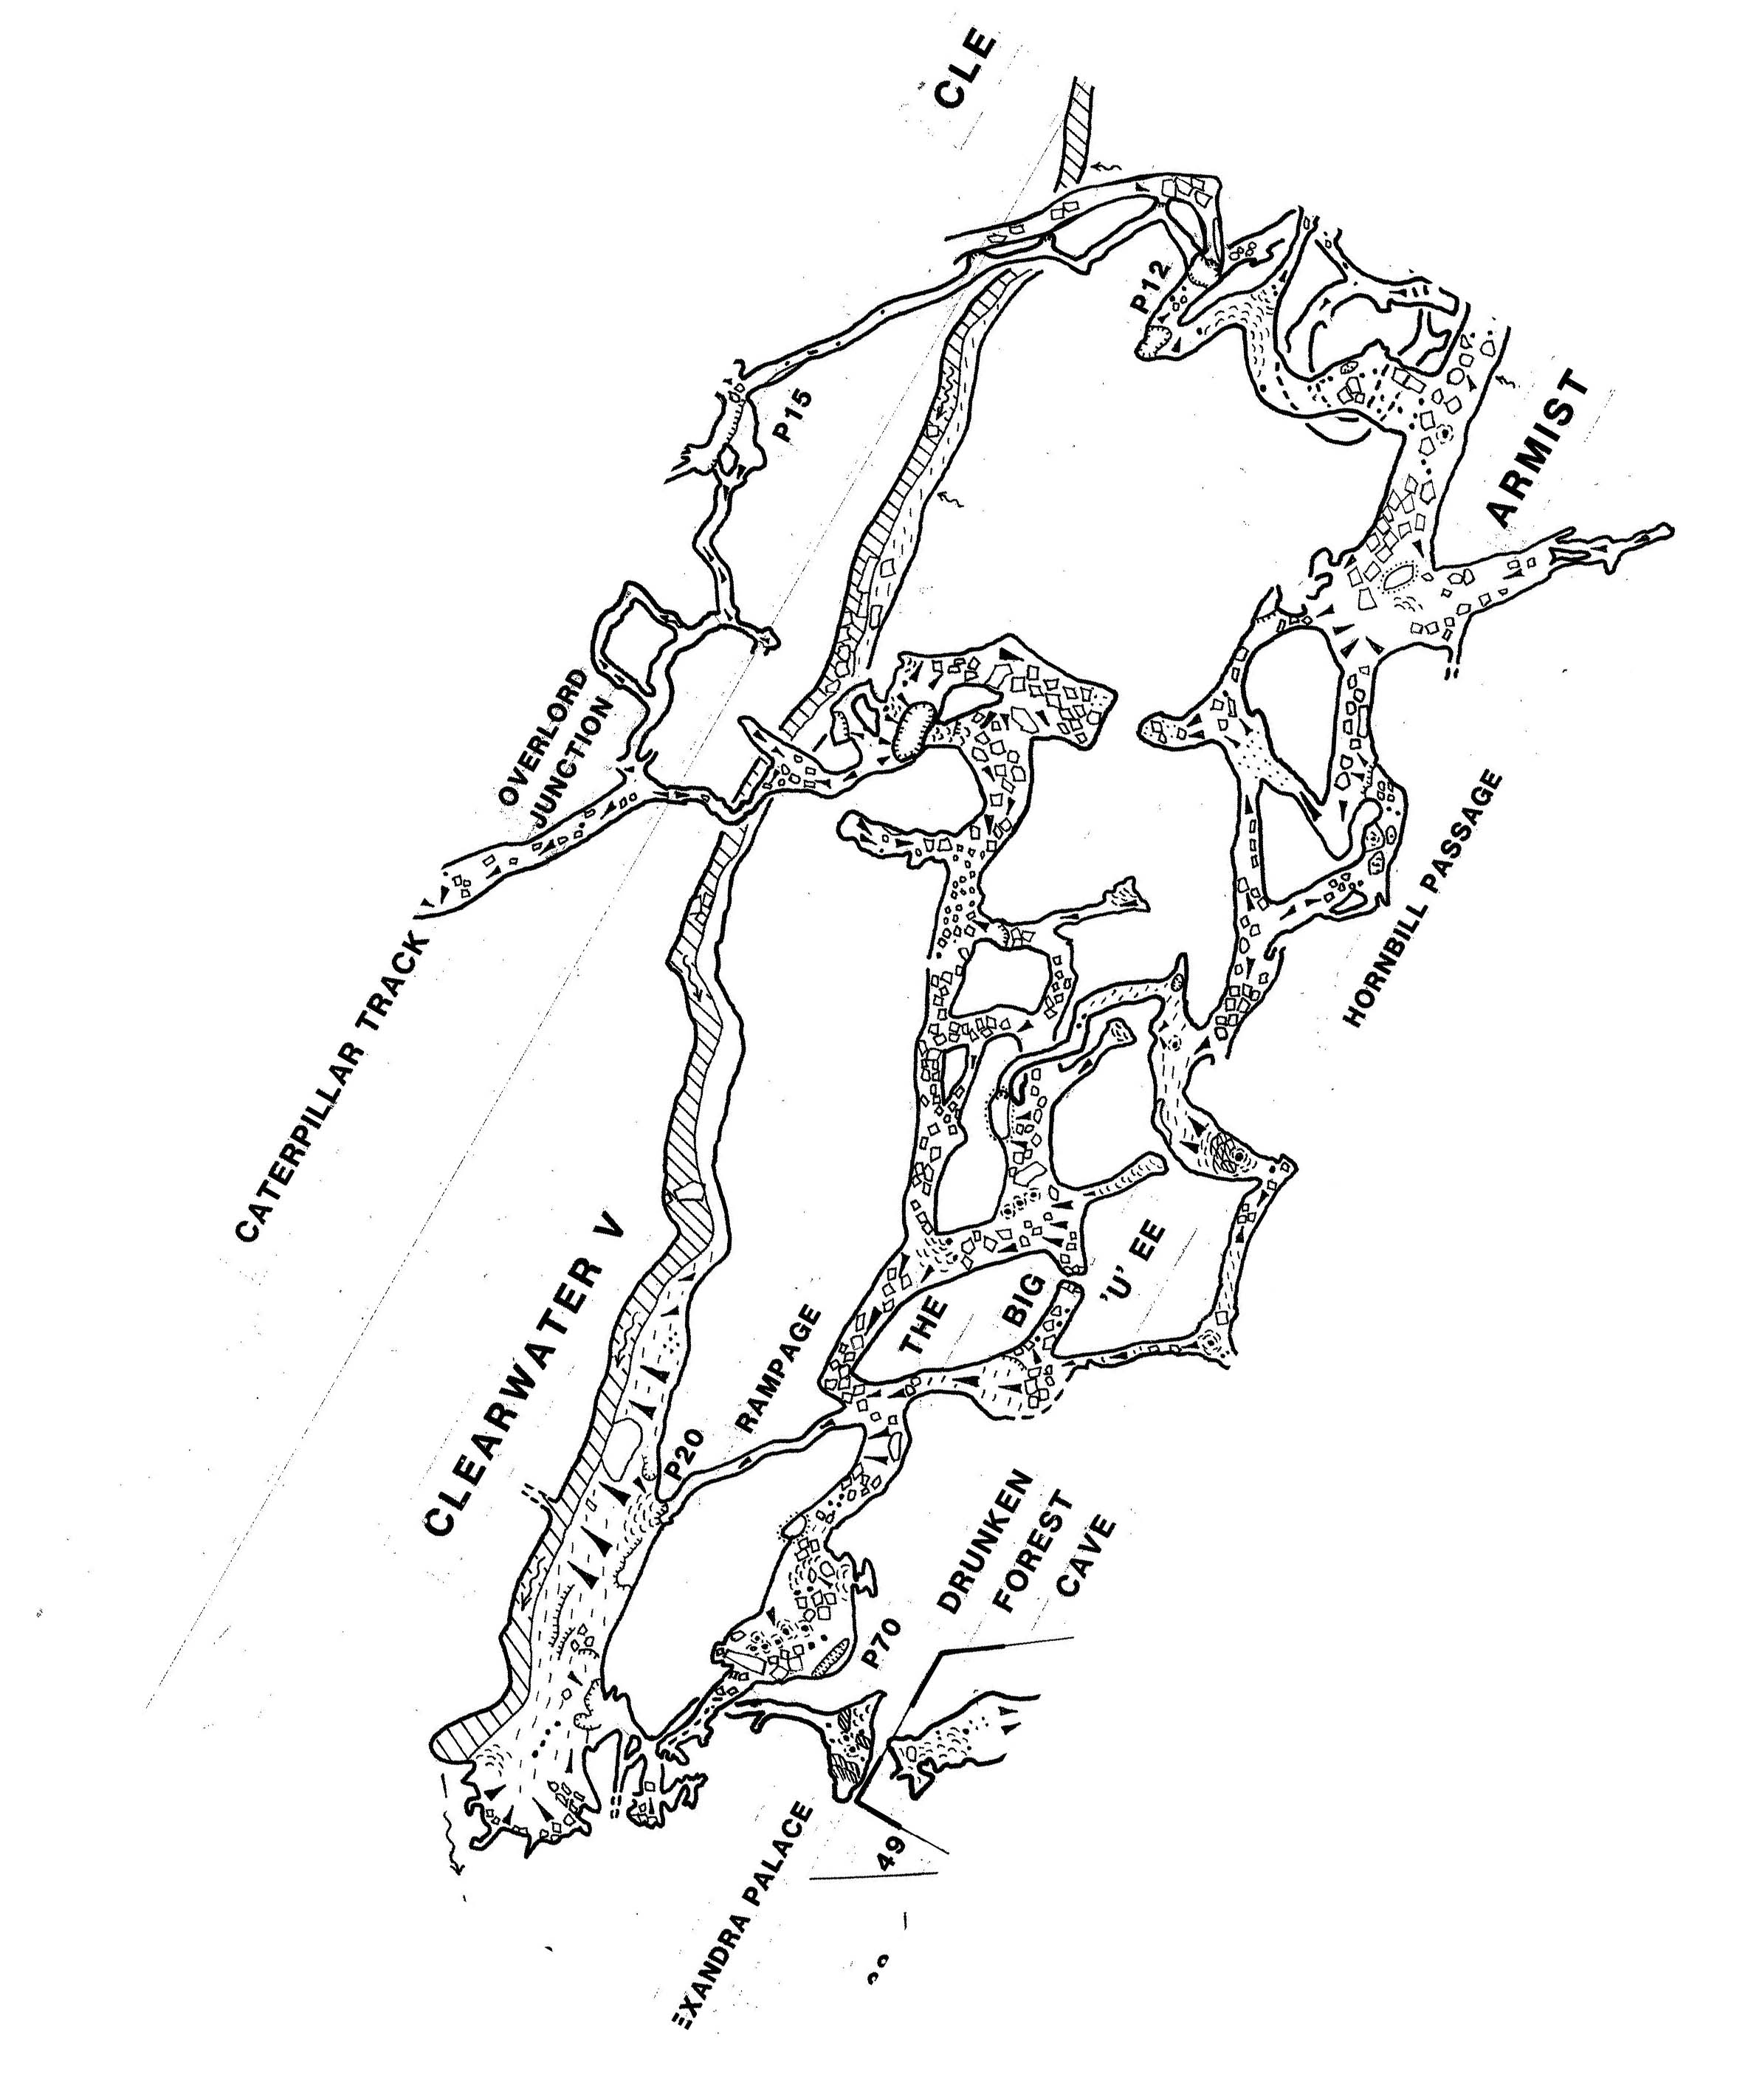 CLE
P12
P15
ARMIST
OVERLORD
JUNCTION
HORNBILL PASSAGE
CATERPILLAR TRACK
CLEARWATER V
THE
BIG
'U' EE
RAMPAGE
P20
DRUNKEN
FOREST
CAVE
P70
49
EXANDRA PALACE